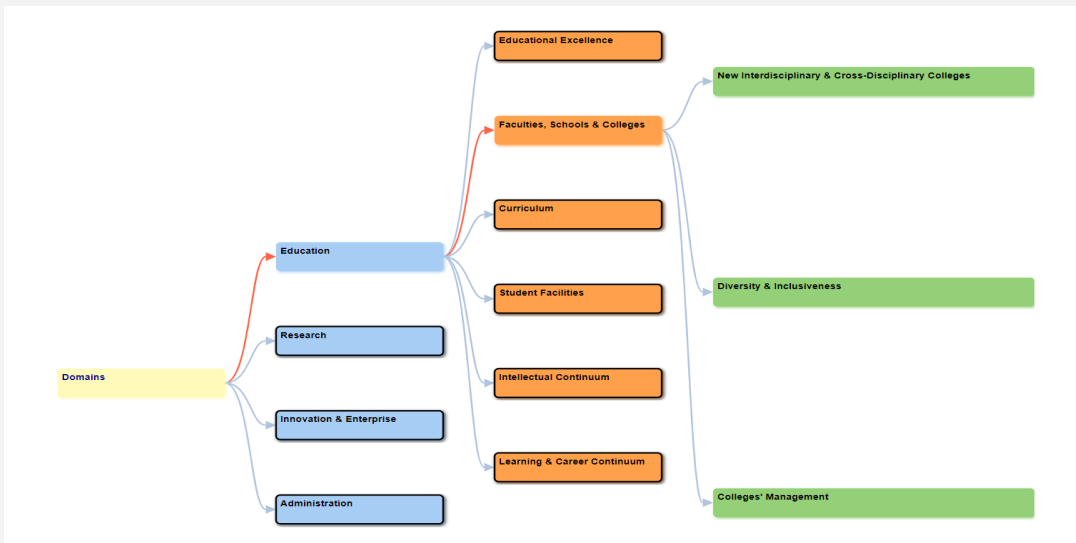 Domains
Education
Research
Innovation & Enterprise
Administration
Educational Excellence
Faculties, Schools & Colleges
Curriculum
Student Facilities
Intellectual Continuum
Learning & Career Continuum
New Interdisciplinary & Cross-Disciplinary Colleges
Diversity & Inclusiveness
Colleges' Management